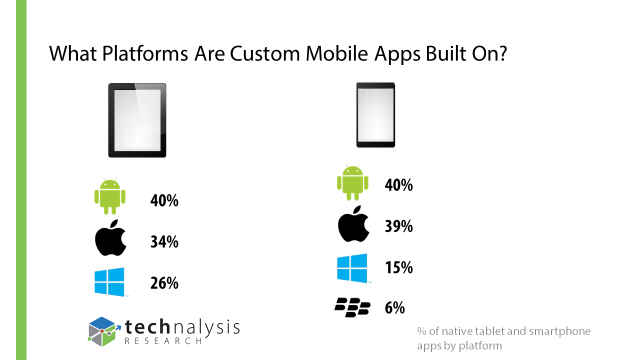 What Platforms Are Custom Mobile Apps Built On?
40%
34%
26%
40%
39%
15%
6%
technalysis
RESEARCH
% of native tablet and smartphone
apps by platform